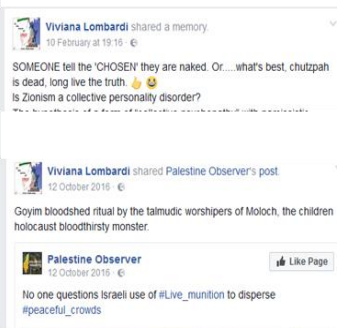 Viviana Lombardi shared a memory.
10 February at 19:16 ·
SOMEONE tell the 'CHOSEN' they are naked. Or.....what's best, chutzpah
is dead, long live the truth.
Is Zionism a collective personality disorder?
Viviana Lombardi shared Palestine Observer's post.
12 October 2016 ·
Goyim bloodshed ritual by the talmudic worshipers of Moloch, the children
holocaust bloodthirsty monster.
Palestine Observer
Like Page
12 October 2016 ·
No one questions Israeli use of #Live_munition to disperse
#peaceful_crowds